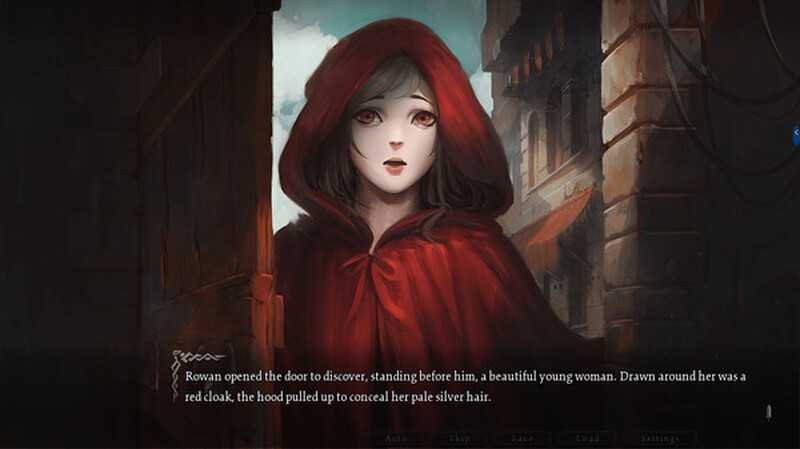 Rowan opened the door to discover, standing before him, a beautiful young woman. Drawn around her was a
red cloak, the hood pulled up to conceal her pale silver hair.
Auto Skip Save Load Settings